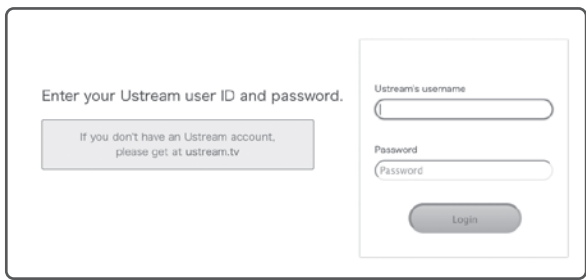 Enter your Ustream user ID and password.
If you don't have an Ustream account,
please get at ustream.tv
Ustream's username
Password
Password
Login